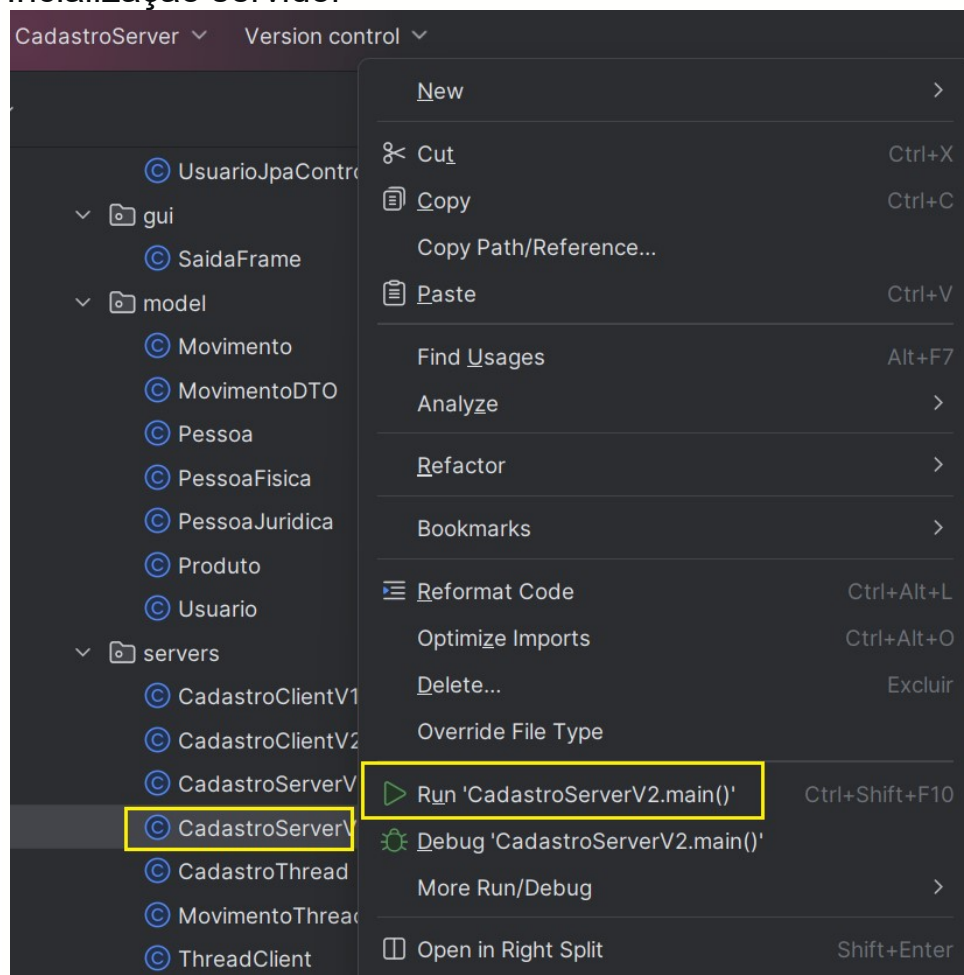 CadastroServer Version control
UsuarioJpaContro
gui
SaidaFrame
model
Movimento
MovimentoDTO
Pessoa
PessoaFisica
PessoaJuridica
Produto
Usuario
servers
CadastroClientV1
CadastroClientV2
CadastroServerV
CadastroServerV
CadastroThread
MovimentoThread
ThreadClient
New
Cut Ctrl+X
Copy Ctrl+C
Copy Path/Reference...
Paste Ctrl+V
Find Usages Alt+F7
Analyze
Refactor
Bookmarks
Reformat Code Ctrl+Alt+L
Optimize Imports Ctrl+Alt+O
Delete... Excluir
Override File Type
Run 'CadastroServerV2.main()' Ctrl+Shift+F10
Debug 'CadastroServerV2.main()'
More Run/Debug
Open in Right Split Shift+Enter